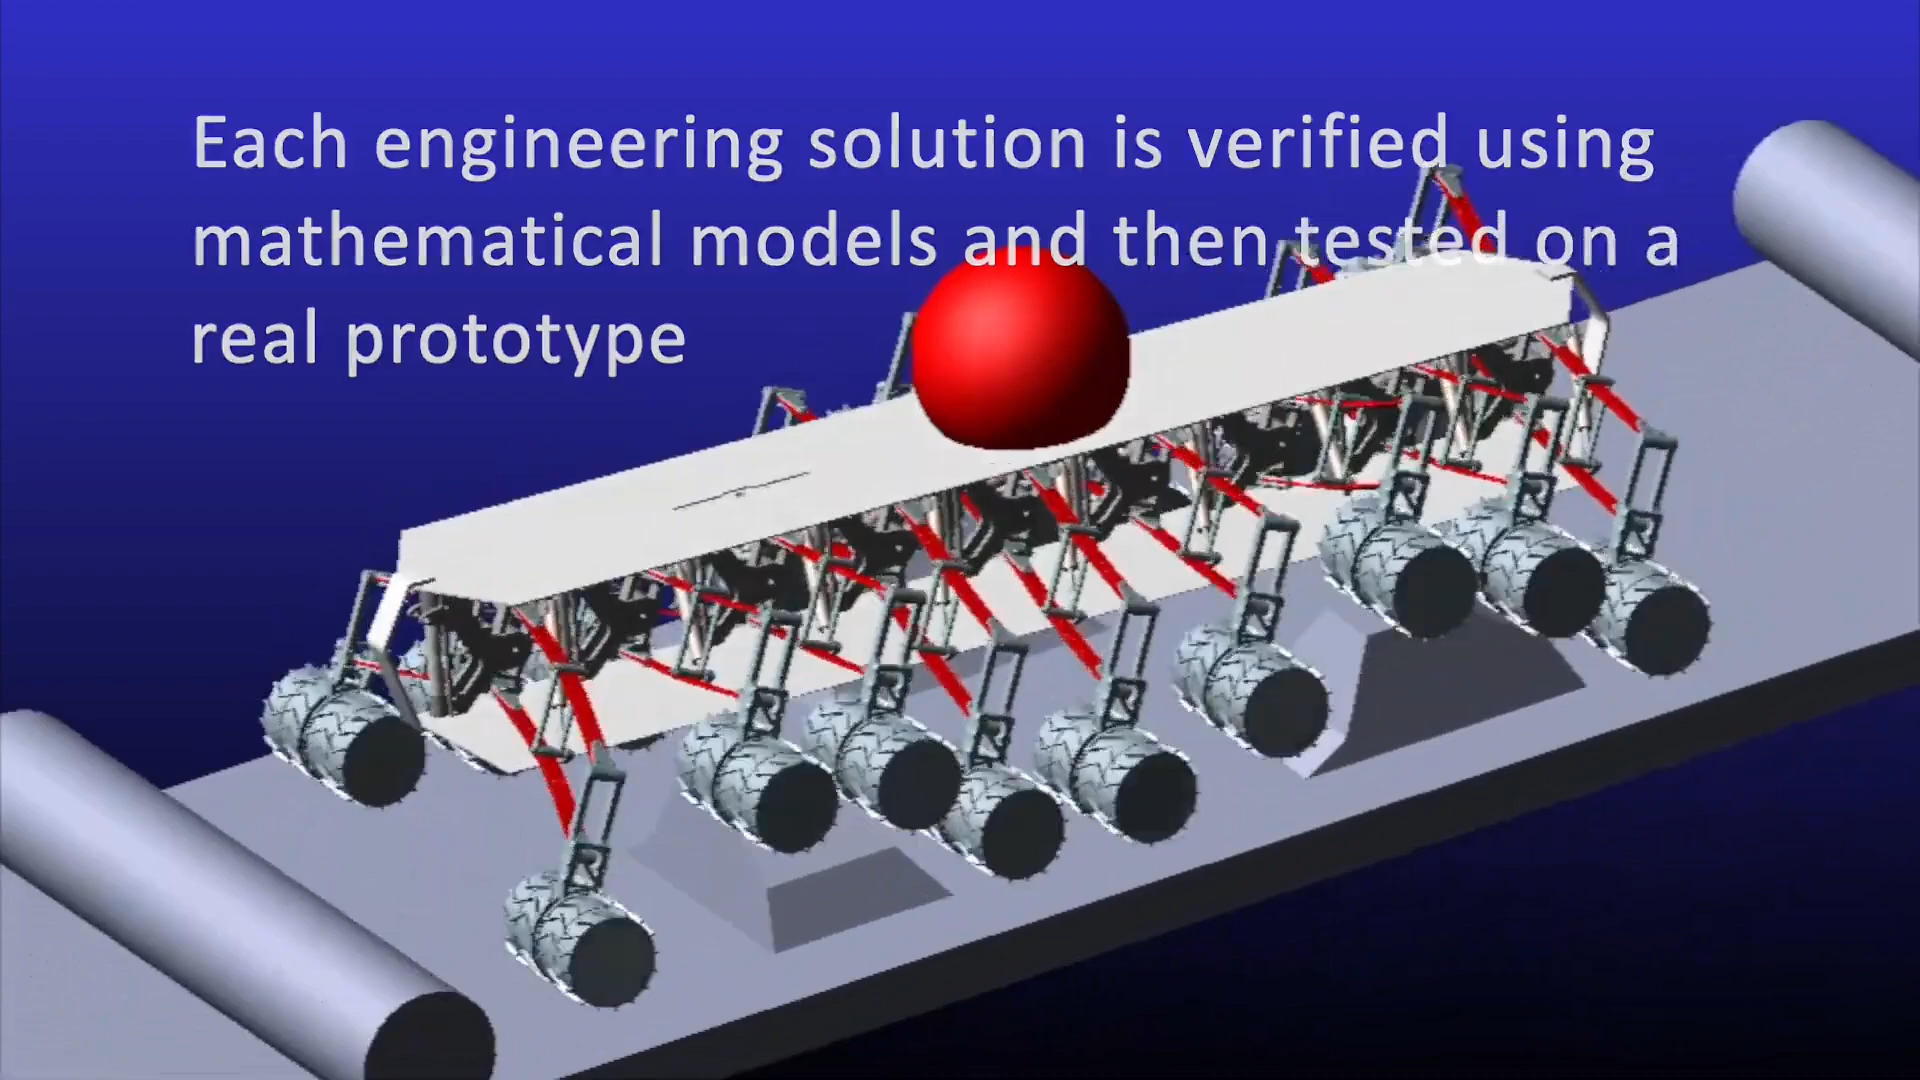 Each engineering solution is verified using
mathematical models and then tested on a
real prototype